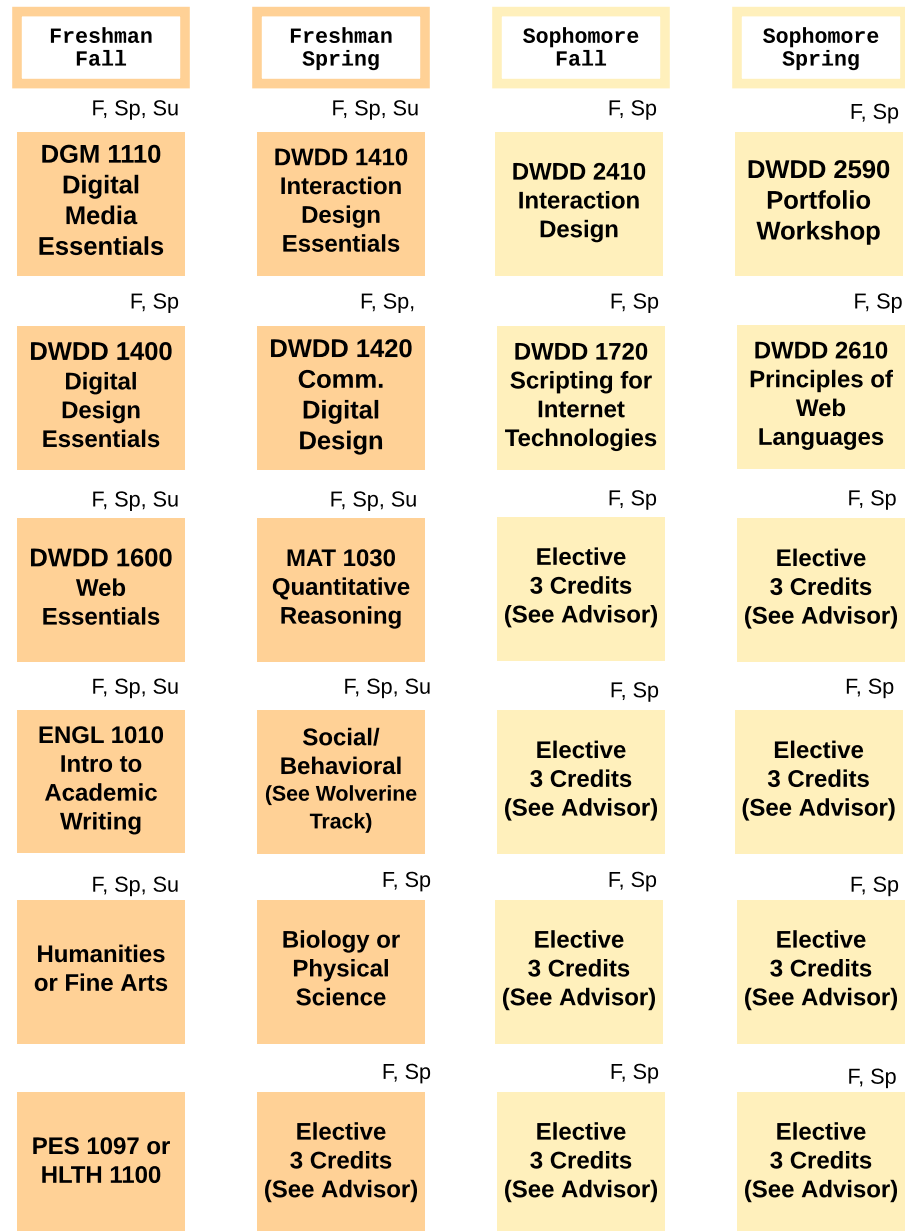 Freshman
Fall
Freshman
Spring
Sophomore
Fall
Sophomore
Spring
F, Sp, Su
F, Sp, Su
F, Sp
F, Sp
DGM 1110
Digital
Media
Essentials
DWDD 1410
Interaction
Design
Essentials
DWDD 2410
Interaction
Design
DWDD 2590
Portfolio
Workshop
F, Sp
F, Sp,
F, Sp
F, Sp
DWDD 1400
Digital
Design
Essentials
DWDD 1420
Comm.
Digital
Design
DWDD 1720
Scripting for
Internet
Technologies
DWDD 2610
Principles of
Web
Languages
F, Sp, Su
F, Sp, Su
F, Sp
F, Sp
DWDD 1600
Web
Essentials
MAT 1030
Quantitative
Reasoning
Elective
3 Credits
(See Advisor)
Elective
3 Credits
(See Advisor)
F, Sp, Su
F, Sp, Su
F, Sp
F, Sp
ENGL 1010
Intro to
Academic
Writing
Social/
Behavioral
(See Wolverine
Track)
Elective
3 Credits
(See Advisor)
Elective
3 Credits
(See Advisor)
F, Sp, Su
F, Sp
F, Sp
F, Sp
Humanities
or Fine Arts
Biology or
Physical
Science
Elective
3 Credits
(See Advisor)
Elective
3 Credits
(See Advisor)
F, Sp
F, Sp
F, Sp
PES 1097 or
HLTH 1100
Elective
3 Credits
(See Advisor)
Elective
3 Credits
(See Advisor)
Elective
3 Credits
(See Advisor)